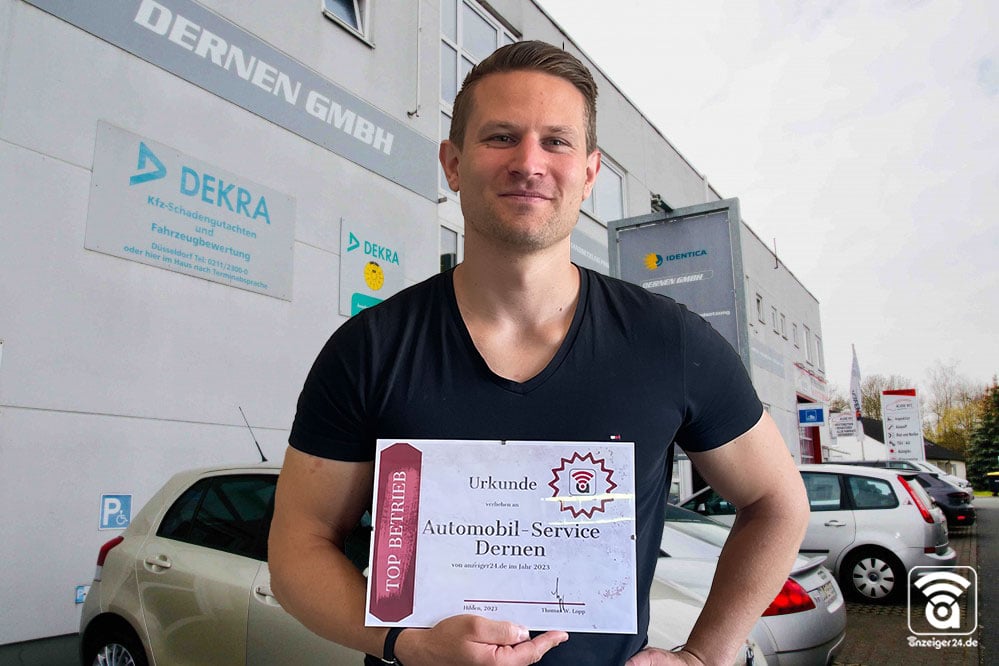 DERNEN GMBH
DEKRA
Kfz-Schadengutachten
und
Fahrzeugbewertung
Düsseldorf Tel: 0211/2300-0
oder hier im Haus nach Terminabsprache
DEKRA
IDENTICA
DERNEN GMBH
TOP BETRIEB
Urkunde
verliehen an
Automobil-Service
Dernen
von anzeiger24.de im Jahr 2023
Hilden, 2023
Thomas W. Lopp
anzeiger24.de